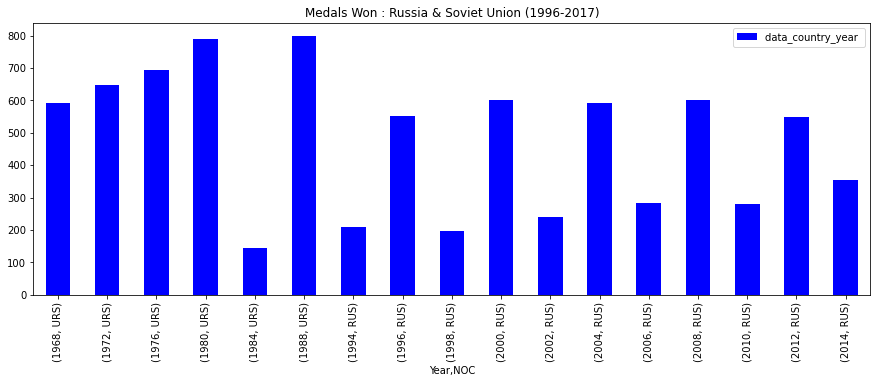 Medals Won : Russia & Soviet Union (1996-2017)
data_country_year
800
700
600
500
400
300
200
100
0
(1968, URS)
(1972, URS)
(1976, URS)
(1980, URS)
(1984, URS)
(1988, URS)
(1994, RUS)
(1996, RUS)
(1998, RUS)
(2000, RUS)
(2002, RUS)
(2004, RUS)
(2006, RUS)
(2008, RUS)
(2010, RUS)
(2012, RUS)
(2014, RUS)
Year,NOC